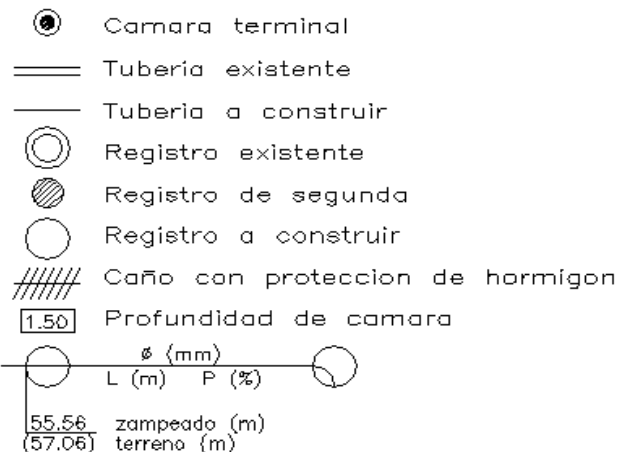 Camara terminal
Tuberia existente
Tuberia a construir
Registro existente
Registro de segunda
Registro a construir
Caño con proteccion de hormigon
1.50 Profundidad de camara
ø (mm)
L (m) P (%)
55.56 zampeado (m)
(57.06) terreno (m)